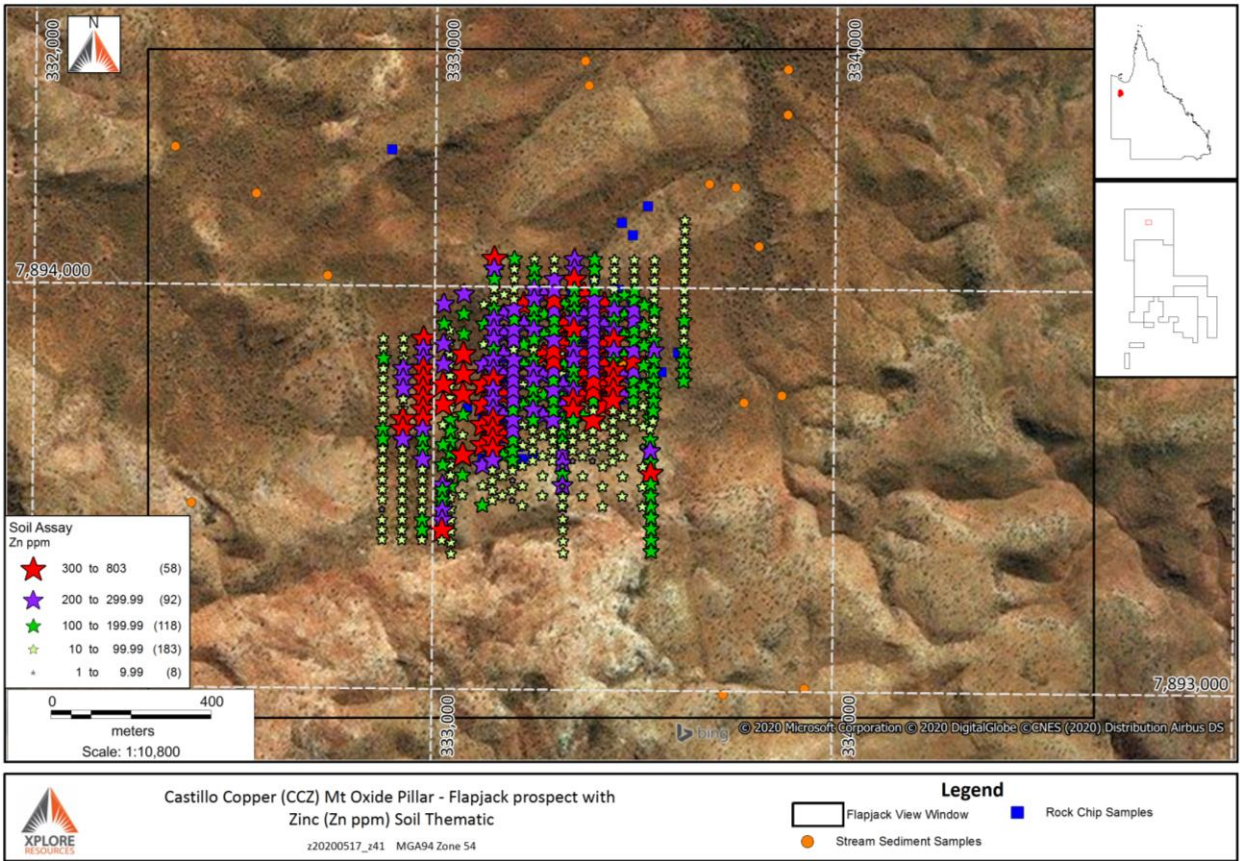 N
332,000
333,000
334,000
7,894,000
Soil Assay
Zn ppm
300 to 803 (58)
200 to 299.99 (92)
100 to 199.99 (118)
10 to 99.99 (183)
1 to 9.99 (8)
0 400
meters
Scale: 1:10,800
333,000
334,000
7,893,000
bing © 2020 Microsoft Corporation © 2020 DigitalGlobe ©CNES (2020) Distribution Airbus DS
XPLORE
RESOURCES
Castillo Copper (CCZ) Mt Oxide Pillar - Flapjack prospect with
Zinc (Zn ppm) Soil Thematic
z20200517_z41 MGA94 Zone 54
Legend
Flapjack View Window
Rock Chip Samples
Stream Sediment Samples